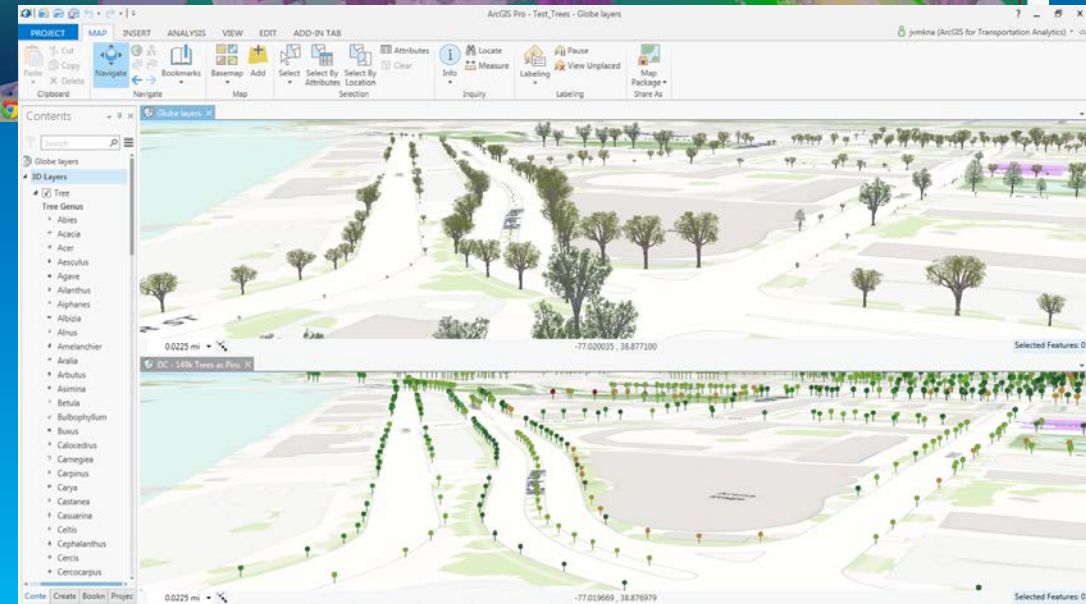 ArcGIS Pro - Test_Trees - Globe layers
PROJECT MAP INSERT ANALYSIS VIEW EDIT ADD-IN TAB
jvmkna (ArcGIS for Transportation Analytics)
Paste
Cut
Copy
Delete
Clipboard
Navigate
Bookmarks
Navigate
Basemap
Add
Map
Select
Select By Attributes
Select By Location
Attributes
Clear
Selection
Info
Locate
Measure
Inquiry
Labeling
Pause
View Unplaced
Labeling
Map Package
Share As
Contents
Search
Globe layers
3D Layers
Tree
Tree Genus
Abies
Acacia
Acer
Aesculus
Agave
Ailanthus
Aiphanes
Albizia
Alnus
Amelanchier
Aralia
Arbutus
Asimina
Betula
Bulbophyllum
Buxus
Calocedrus
Carnegiea
Carpinus
Carya
Castanea
Casuarina
Celtis
Cephalanthus
Cercis
Cercocarpus
Conte Create Bookn Projec
Globe layers
R ST
0.0225 mi
-77.020035 , 38.877100
Selected Features: 0
DC - 149k Trees as Pins
0.0225 mi
-77.019669 , 38.876979
Selected Features: 0